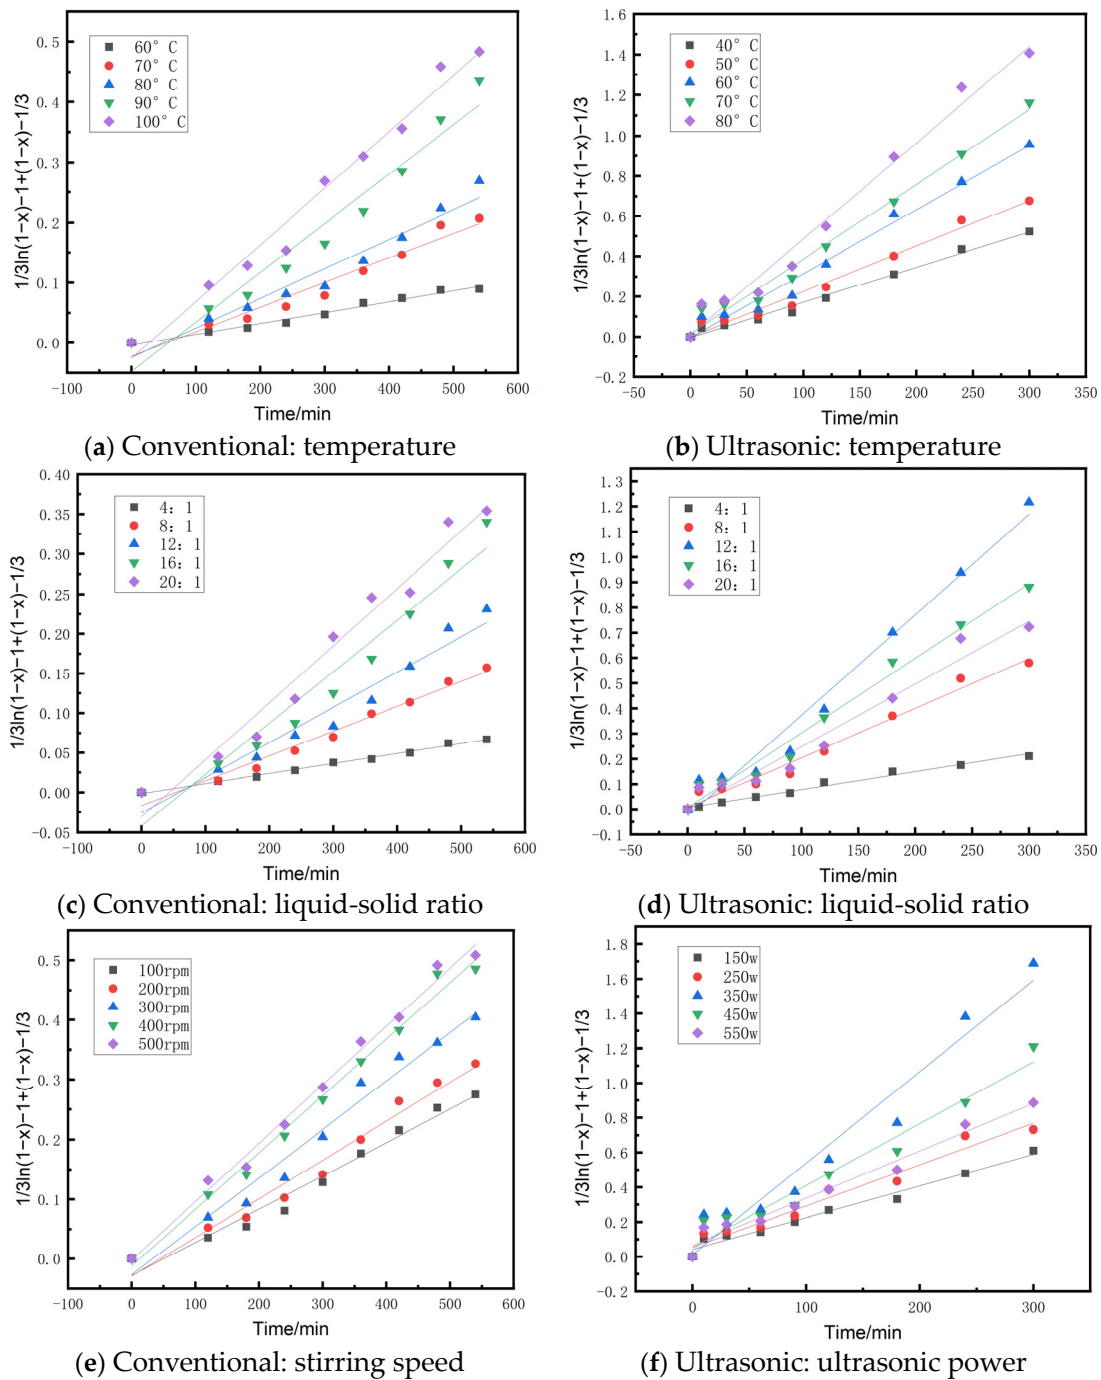 0.5
0.4
0.3
0.2
0.1
0.0
1/3ln(1−x)−1+(1−x)−1/3
60° C
70° C
80° C
90° C
100° C
−100 0 100 200 300 400 500 600
Time/min
(a) Conventional: temperature
1.6
1.4
1.2
1.0
0.8
0.6
0.4
0.2
0.0
−0.2
1/3ln(1−x)−1+(1−x)−1/3
40° C
50° C
60° C
70° C
80° C
−50 0 50 100 150 200 250 300 350
Time/min
(b) Ultrasonic: temperature
0.40
0.35
0.30
0.25
0.20
0.15
0.10
0.05
0.00
−0.05
1/3ln(1−x)−1+(1−x)−1/3
4: 1
8: 1
12: 1
16: 1
20: 1
−100 0 100 200 300 400 500 600
Time/min
(c) Conventional: liquid-solid ratio
1.3
1.2
1.1
1.0
0.9
0.8
0.7
0.6
0.5
0.4
0.3
0.2
0.1
0.0
−0.1
1/3ln(1−x)−1+(1−x)−1/3
4: 1
8: 1
12: 1
16: 1
20: 1
−50 0 50 100 150 200 250 300 350
Time/min
(d) Ultrasonic: liquid-solid ratio
0.5
0.4
0.3
0.2
0.1
0.0
1/3ln(1−x)−1+(1−x)−1/3
100rpm
200rpm
300rpm
400rpm
500rpm
−100 0 100 200 300 400 500 600
Time/min
(e) Conventional: stirring speed
1.8
1.6
1.4
1.2
1.0
0.8
0.6
0.4
0.2
0.0
−0.2
1/3ln(1−x)−1+(1−x)−1/3
150w
250w
350w
450w
550w
0 100 200 300
Time/min
(f) Ultrasonic: ultrasonic power